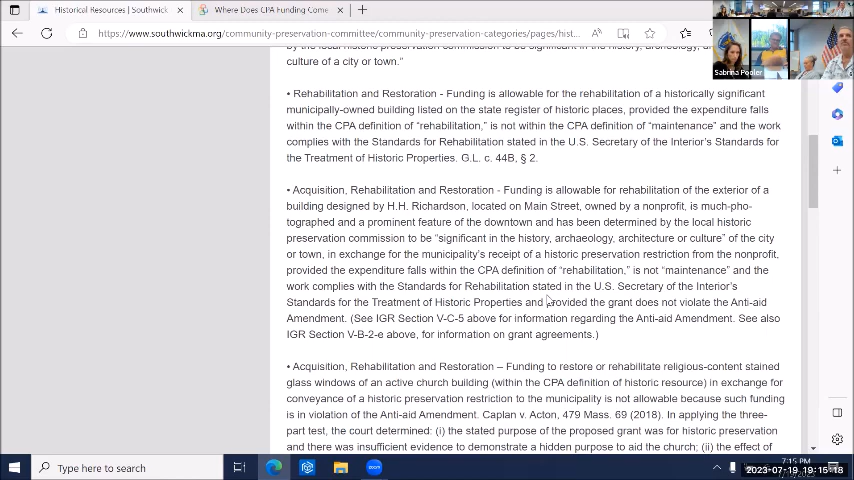 Historical Resources | Southwick
Where Does CPA Funding Come
https://www.southwickma.org/community-preservation-committee/community-preservation-categories/pages/hist...
Sabrina Pooler
culture of a city or town.”
• Rehabilitation and Restoration - Funding is allowable for the rehabilitation of a historically significant
municipally-owned building listed on the state register of historic places, provided the expenditure falls
within the CPA definition of “rehabilitation,” is not within the CPA definition of “maintenance” and the work
complies with the Standards for Rehabilitation stated in the U.S. Secretary of the Interior’s Standards for
the Treatment of Historic Properties. G.L. c. 44B, § 2.
• Acquisition, Rehabilitation and Restoration - Funding is allowable for rehabilitation of the exterior of a
building designed by H.H. Richardson, located on Main Street, owned by a nonprofit, is much-pho-
tographed and a prominent feature of the downtown and has been determined by the local historic
preservation commission to be “significant in the history, archaeology, architecture or culture” of the city
or town, in exchange for the municipality’s receipt of a historic preservation restriction from the nonprofit,
provided the expenditure falls within the CPA definition of “rehabilitation,” is not “maintenance” and the
work complies with the Standards for Rehabilitation stated in the U.S. Secretary of the Interior’s
Standards for the Treatment of Historic Properties and provided the grant does not violate the Anti-aid
Amendment. (See IGR Section V-C-5 above for information regarding the Anti-aid Amendment. See also
IGR Section V-B-2-e above, for information on grant agreements.)
• Acquisition, Rehabilitation and Restoration – Funding to restore or rehabilitate religious-content stained
glass windows of an active church building (within the CPA definition of historic resource) in exchange for
conveyance of a historic preservation restriction to the municipality is not allowable because such funding
is in violation of the Anti-aid Amendment. Caplan v. Acton, 479 Mass. 69 (2018). In applying the three-
part test, the court determined: (i) the stated purpose of the proposed grant was for historic preservation
and there was insufficient evidence to demonstrate a hidden purpose to aid the church; (ii) the effect of
Type here to search
7:15 PM
2023-07-19 19:15:18